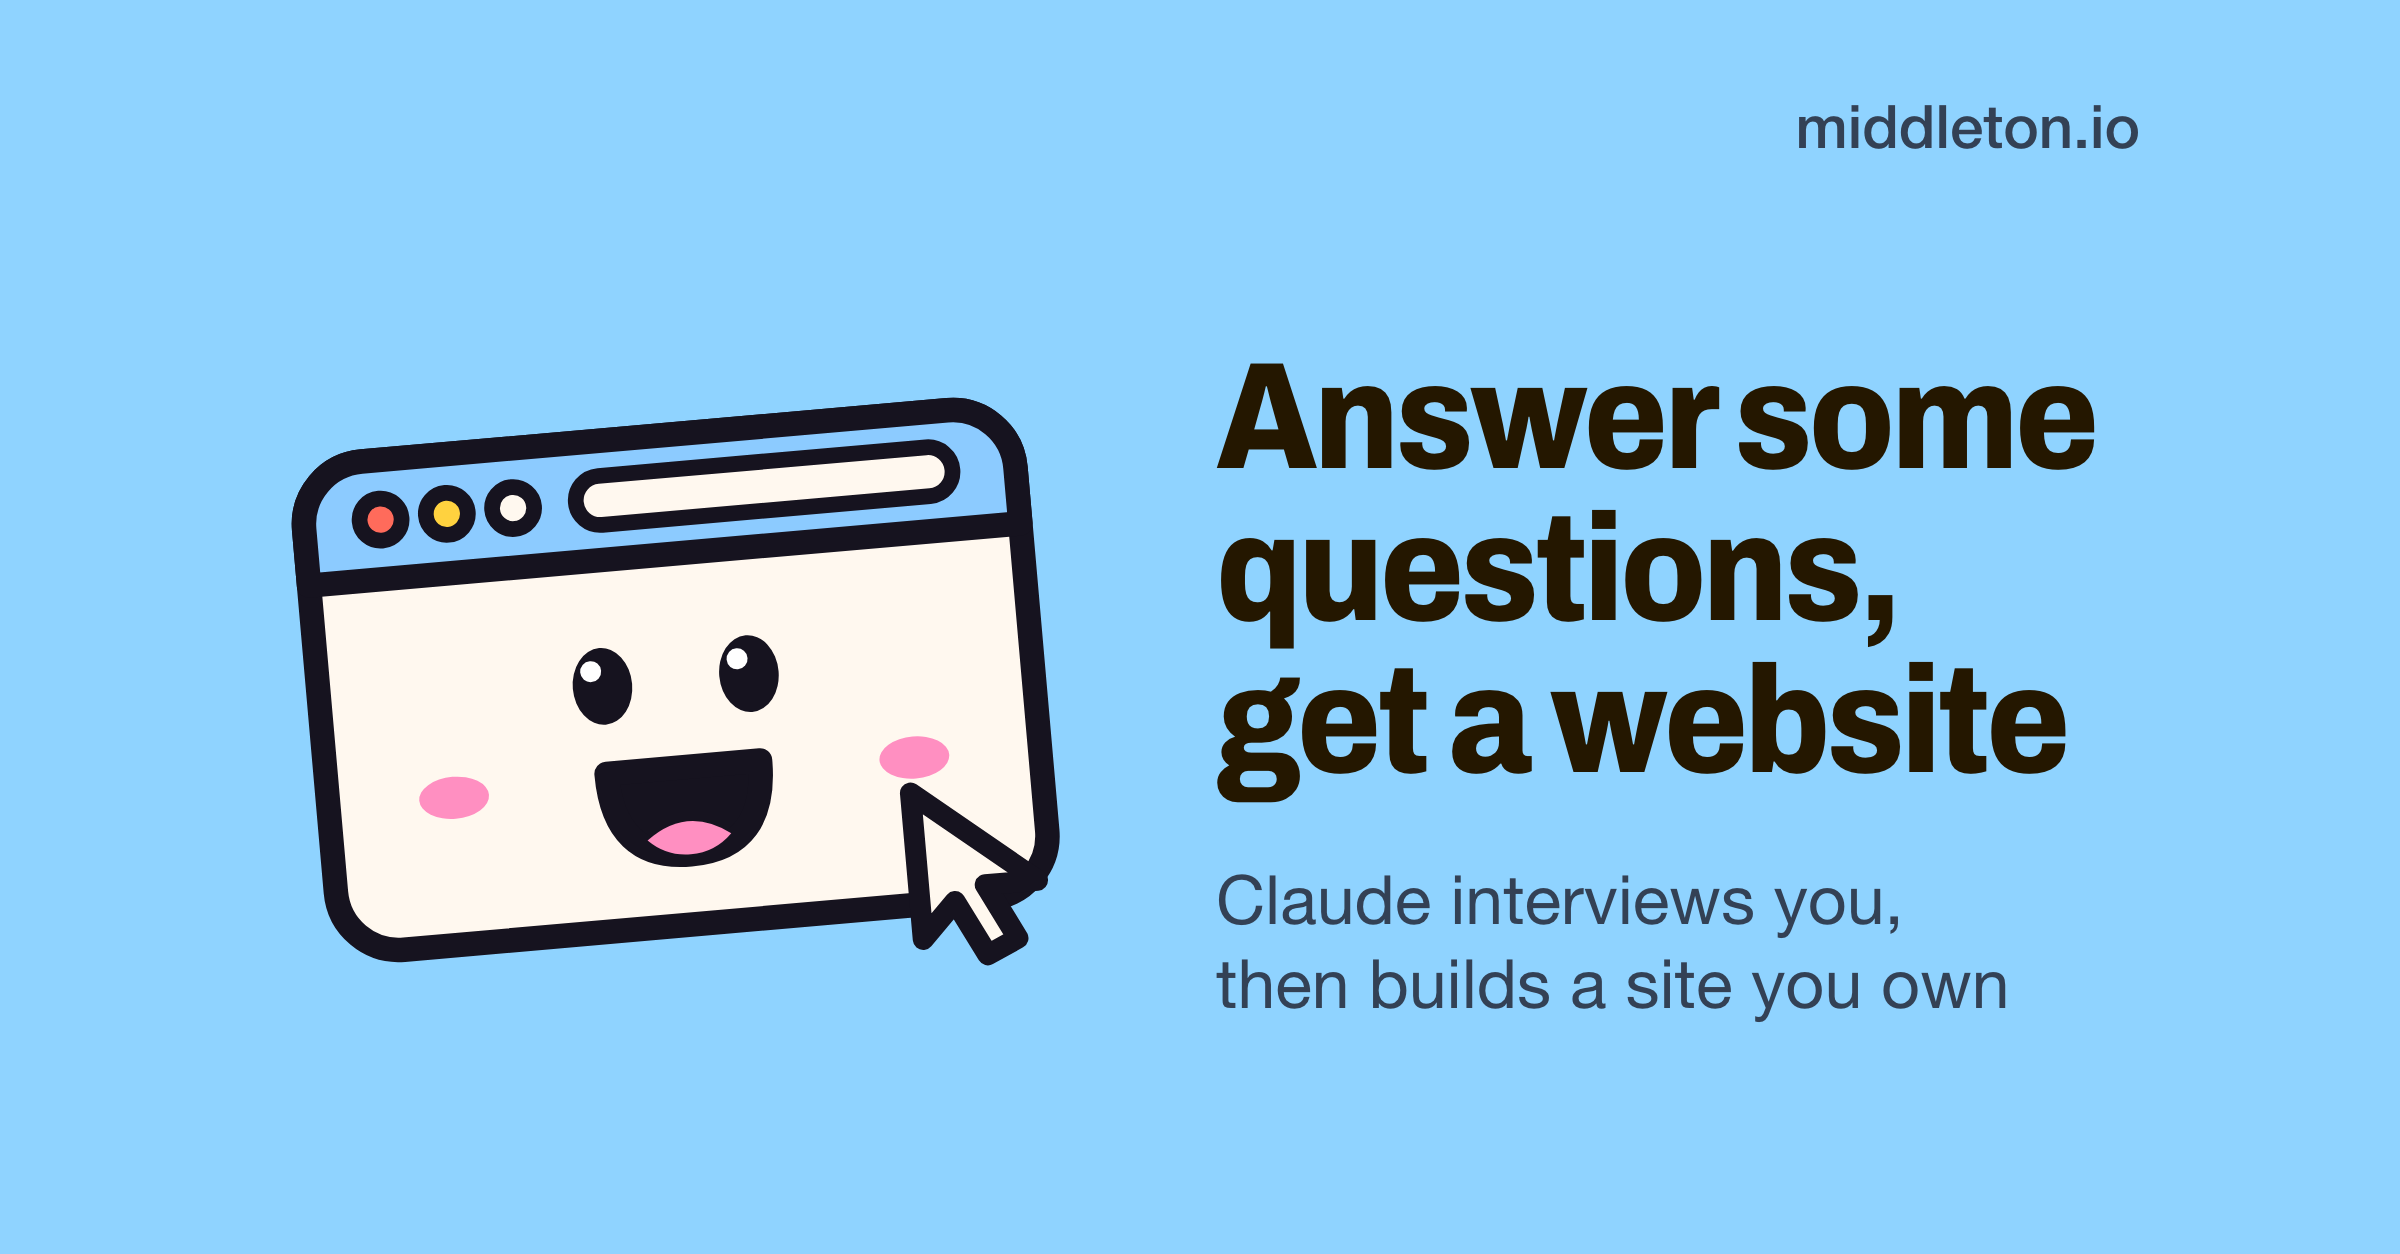 middleton.io
Answer some
questions,
get a website
Claude interviews you,
then builds a site you own